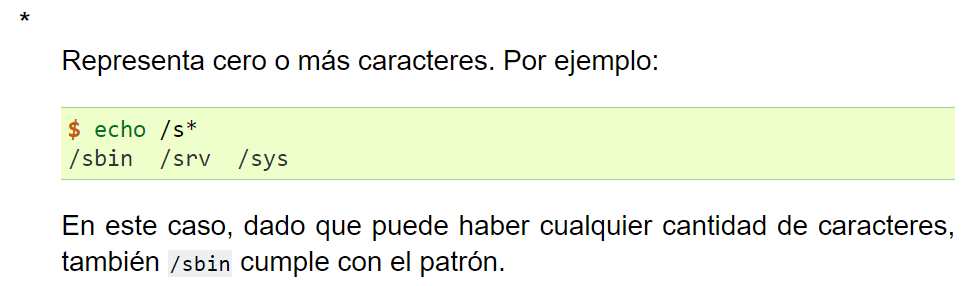 *
Representa cero o más caracteres. Por ejemplo:
$ echo /s*
/sbin  /srv  /sys
En este caso, dado que puede haber cualquier cantidad de caracteres,
también /sbin cumple con el patrón.